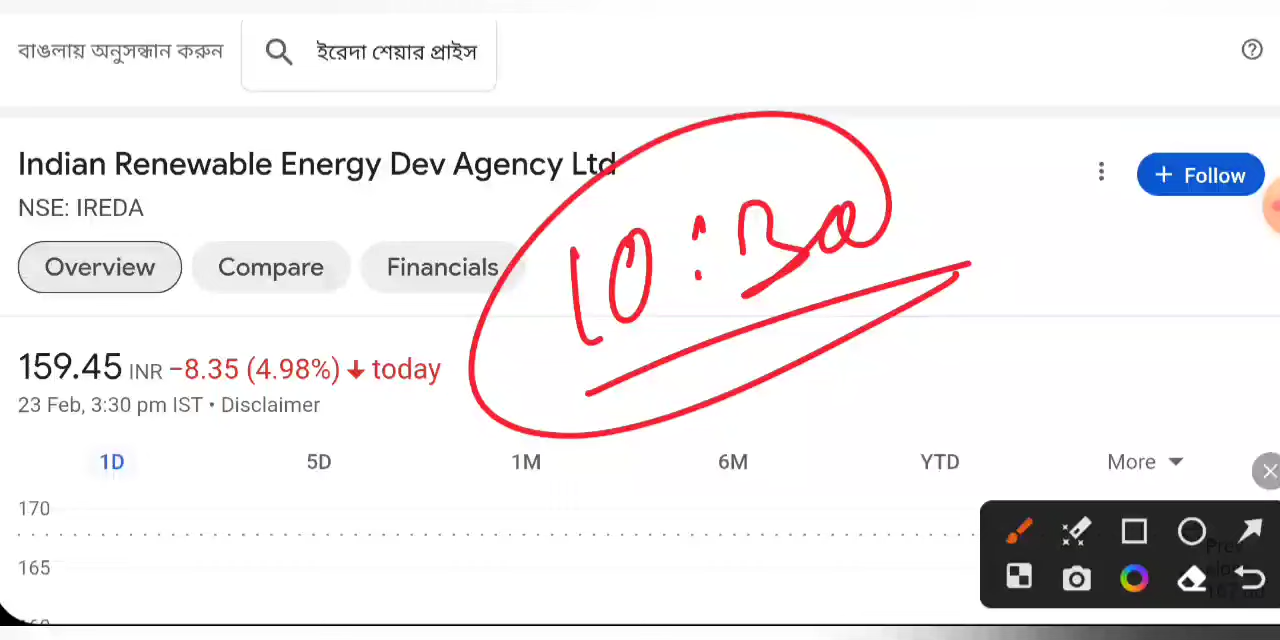 বাঙলায় অনুসন্ধান করুন
ইরেদা শেয়ার প্রাইস
Indian Renewable Energy Dev Agency Ltd
NSE: IREDA
+ Follow
Overview
Compare
Financials
10:30
159.45 INR −8.35 (4.98%) ↓ today
23 Feb, 3:30 pm IST • Disclaimer
1D
5D
1M
6M
YTD
More
170
165